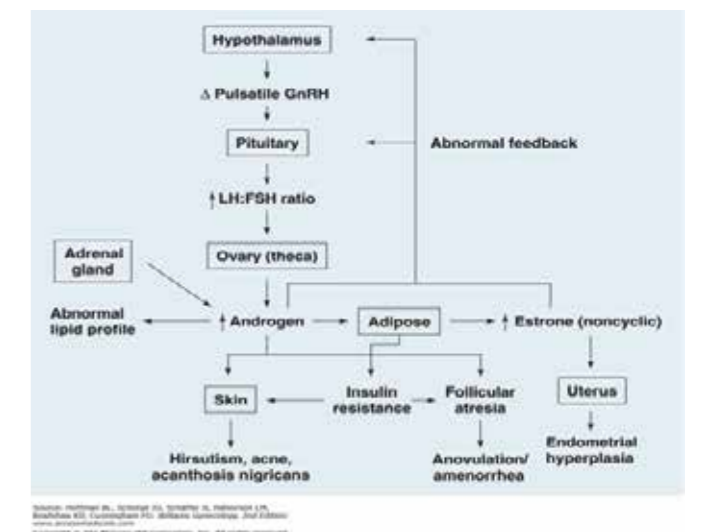 Hypothalamus
Δ Pulsatile GnRH
Pituitary
Abnormal feedback
↑ LH:FSH ratio
Ovary (theca)
Adrenal
gland
Abnormal
lipid profile
↑ Androgen
Adipose
↑ Estrone (noncyclic)
Skin
Insulin
resistance
Follicular
atresia
Uterus
Hirsutism, acne,
acanthosis nigricans
Anovulation/
amenorrhea
Endometrial
hyperplasia